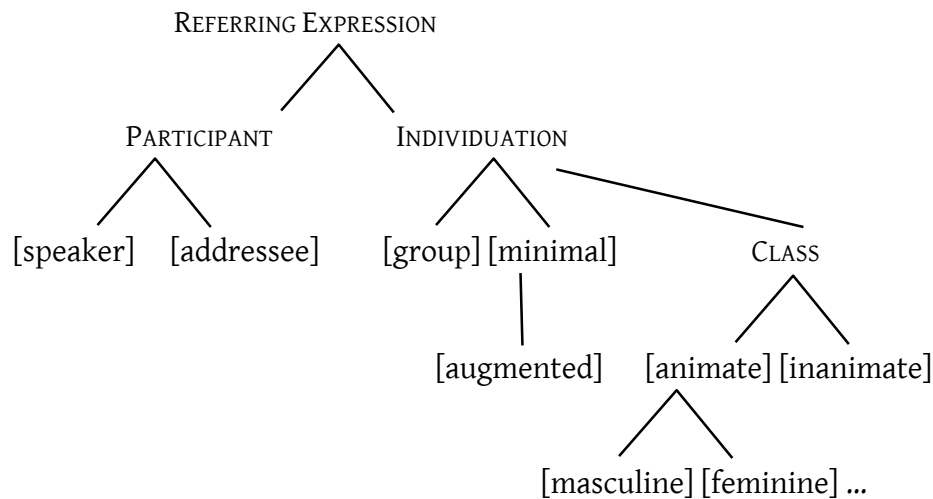 REFERRING EXPRESSION
PARTICIPANT INDIVIDUATION
[speaker] [addressee] [group] [minimal] CLASS
[augmented] [animate] [inanimate]
[masculine] [feminine] ...